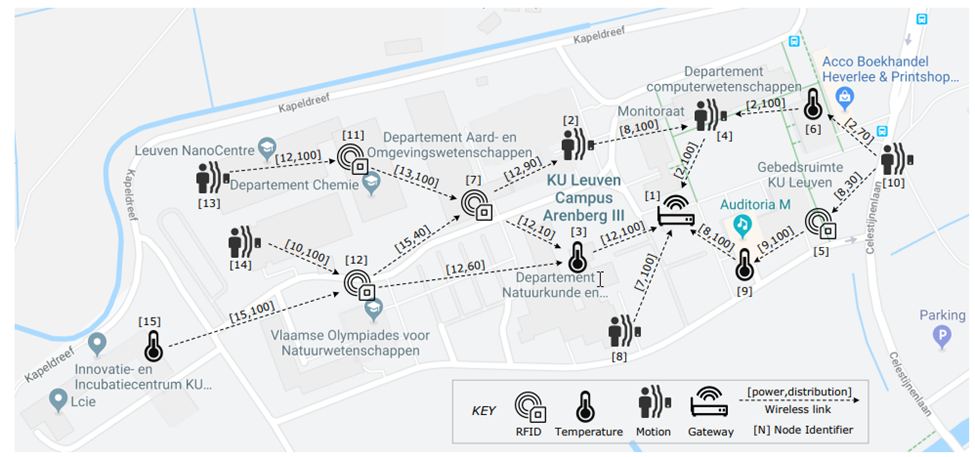 Kapeldreef
Kapeldreef
Kapeldreef
Kapeldreef
Departement
computerwetenschappen
Acco Boekhandel
Heverlee & Printshop...
[2,100]
[6]
[2,70]
[10]
Monitoraat
[4]
[2]
[8,100]
[2,100]
[11]
Departement Aard- en
Omgevingswetenschappen
Leuven NanoCentre
[12,100]
[13]
Departement Chemie
[13,100]
[7]
[12,90]
KU Leuven
Campus
Arenberg III
[1]
Gebedsruimte
KU Leuven
[8,30]
Auditoria M
[5]
Celestijnenlaan
[12,10]
[3]
[12,100]
[8,100]
[9,100]
[9]
[14]
[10,100]
[12]
[15,40]
[12,60]
Departement
Natuurkunde en...
[7,100]
[8]
[15,100]
[15]
Vlaamse Olympiades voor
Natuurwetenschappen
Innovatie- en
Incubatiecentrum KU...
Lcie
Parking
P
Celestijnenlaan
KEY
RFID
Temperature
Motion
Gateway
[power,distribution]
Wireless link
[N] Node Identifier